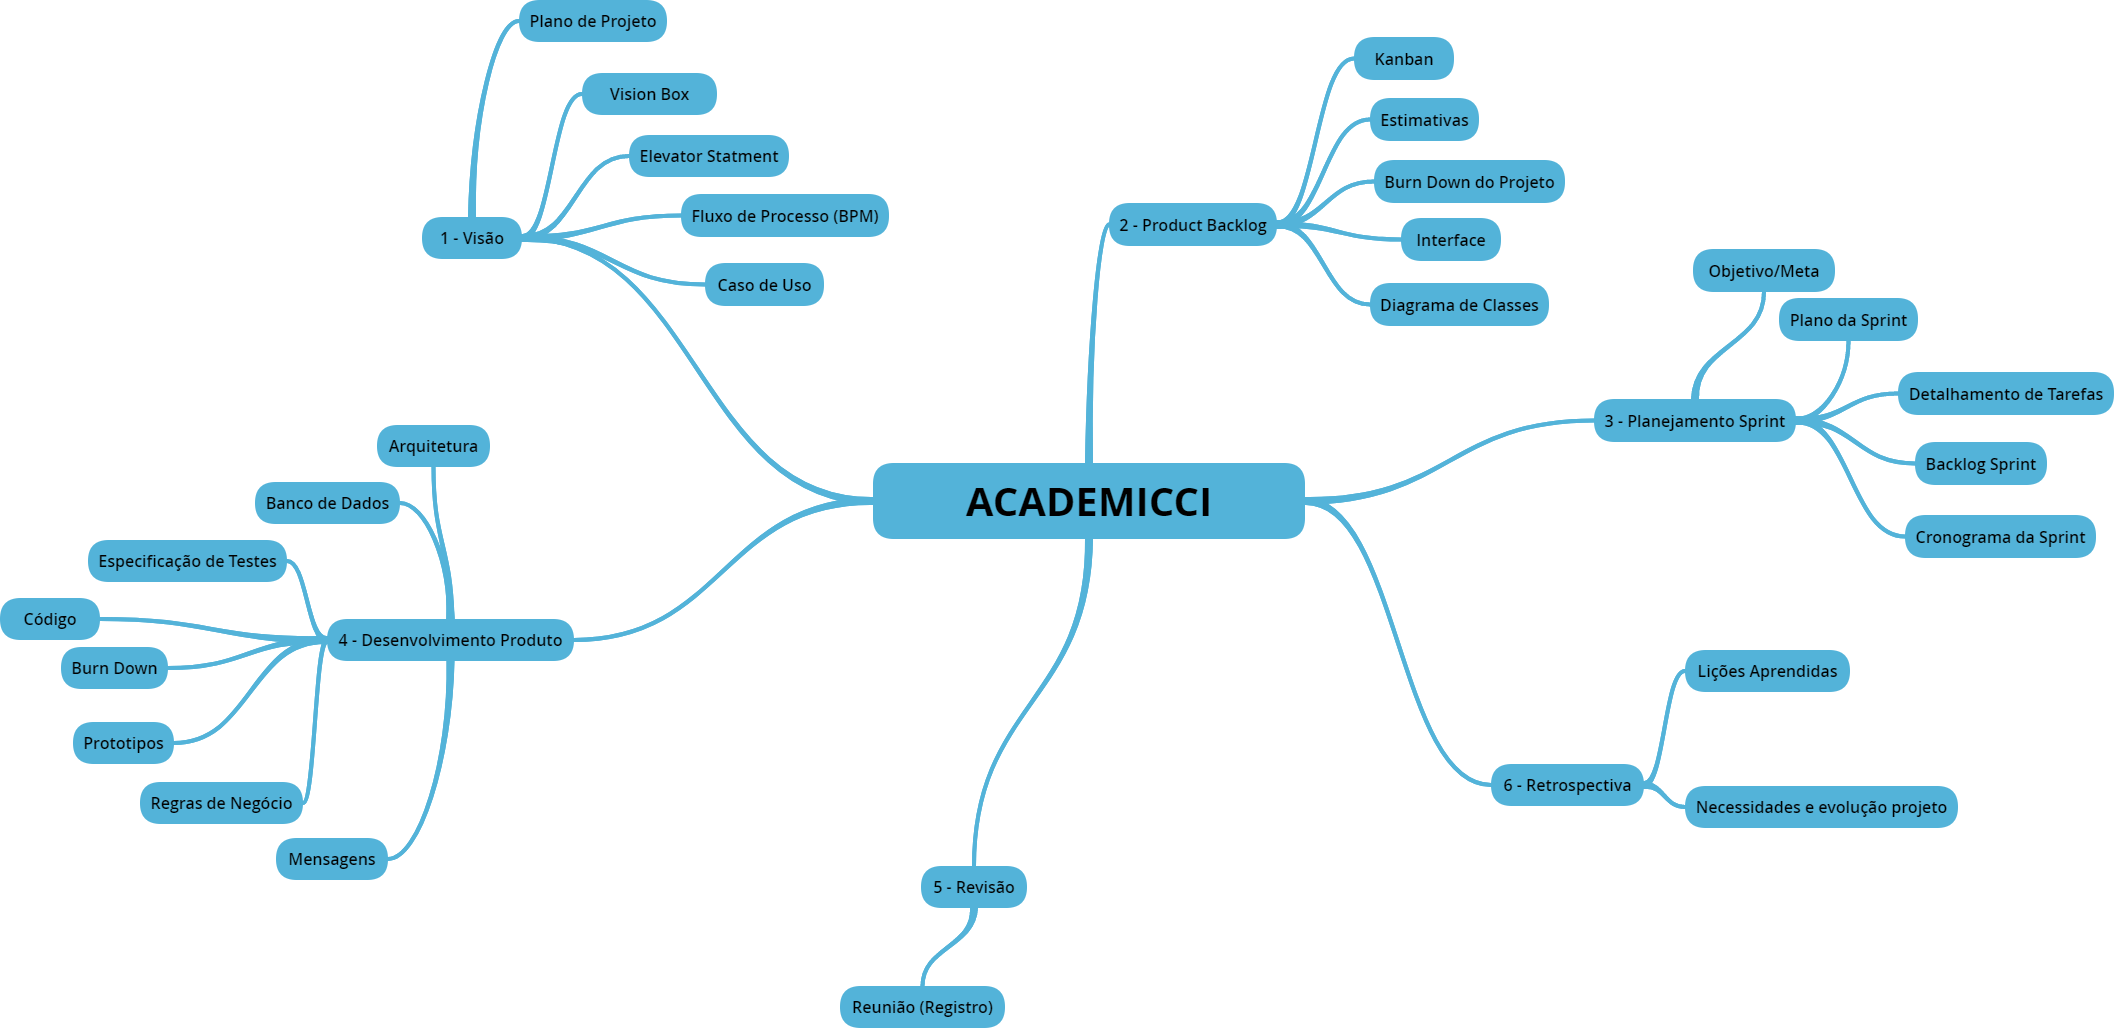 ACADEMICCI
1 - Visão
Plano de Projeto
Vision Box
Elevator Statment
Fluxo de Processo (BPM)
Caso de Uso
2 - Product Backlog
Kanban
Estimativas
Burn Down do Projeto
Interface
Diagrama de Classes
3 - Planejamento Sprint
Objetivo/Meta
Plano da Sprint
Detalhamento de Tarefas
Backlog Sprint
Cronograma da Sprint
4 - Desenvolvimento Produto
Arquitetura
Banco de Dados
Especificação de Testes
Código
Burn Down
Prototipos
Regras de Negócio
Mensagens
5 - Revisão
Reunião (Registro)
6 - Retrospectiva
Lições Aprendidas
Necessidades e evolução projeto